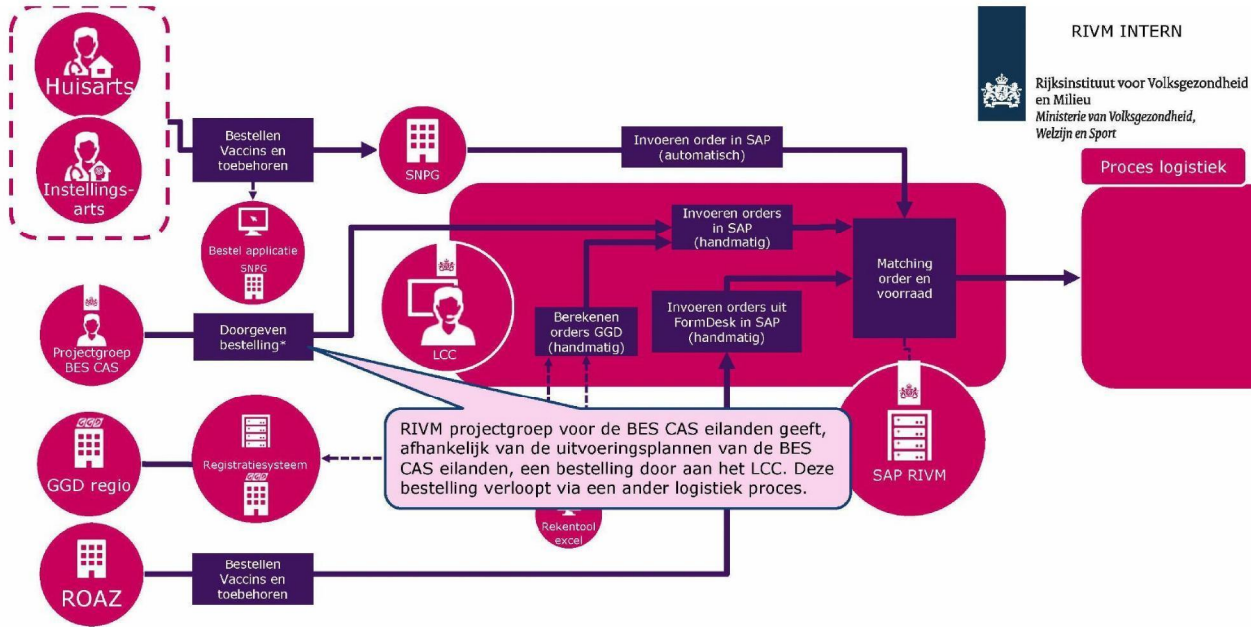 RIVM INTERN
Rijksinstituut voor Volksgezondheid
en Milieu
Ministerie van Volksgezondheid,
Welzijn en Sport
Huisarts
Instellings-
arts
Bestellen
Vaccins en
toebehoren
SNPG
Invoeren order in SAP
(automatisch)
Proces logistiek
Bestel applicatie
SNPG
Invoeren orders
in SAP
(handmatig)
Matching
order en
voorraad
Projectgroep
BES CAS
Doorgeven
bestelling*
LCC
Berekenen
orders GGD
(handmatig)
Invoeren orders uit
FormDesk in SAP
(handmatig)
RIVM projectgroep voor de BES CAS eilanden geeft,
afhankelijk van de uitvoeringsplannen van de BES
CAS eilanden, een bestelling door aan het LCC. Deze
bestelling verloopt via een ander logistiek proces.
SAP RIVM
GGD
GGD regio
Registratiesysteem
GGD
Rekentool
excel
ROAZ
Bestellen
Vaccins en
toebehoren